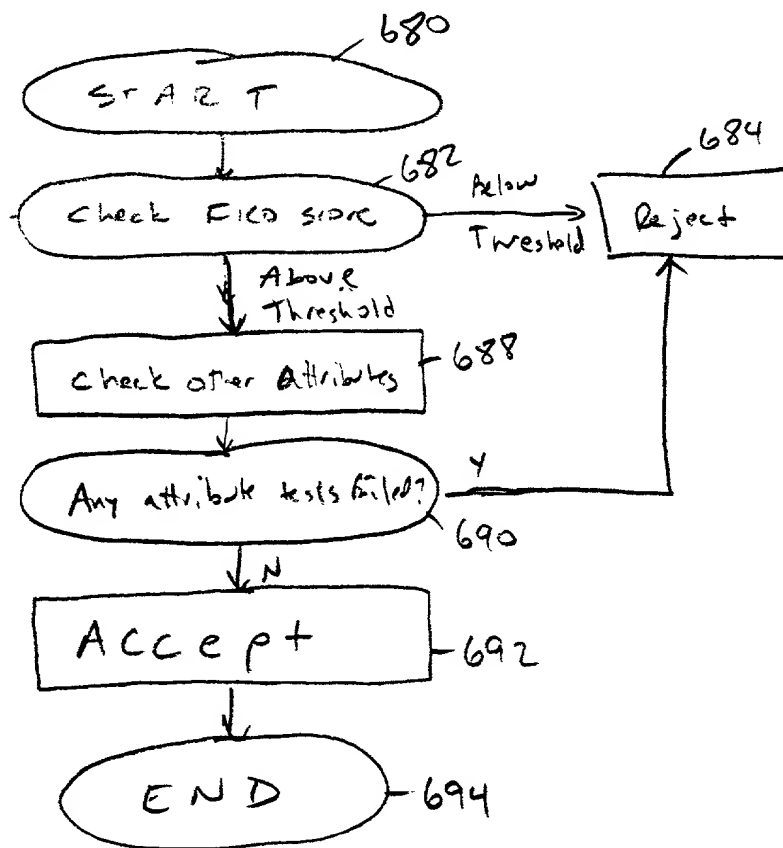 680
START
682
Check FICO score
Below
Threshold
684
Reject
Above
Threshold
688
Check other Attributes
Any attribute tests failed?
Y
690
N
Accept
692
END
694